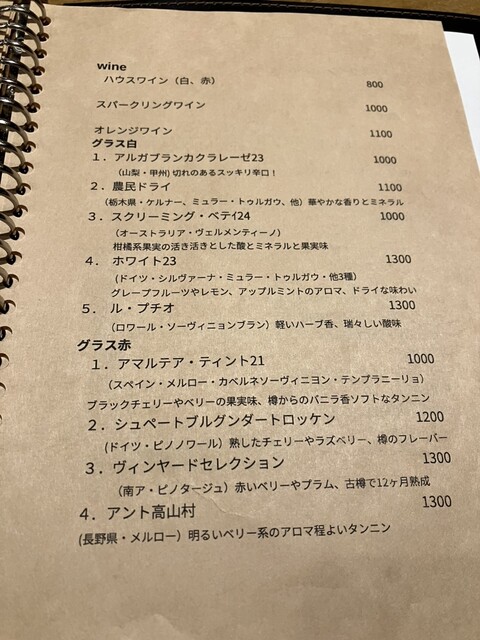 wine
ハウスワイン（白、赤） 800
スパークリングワイン 1000
オレンジワイン 1100
グラス白
１．アルガブランカクラレーゼ23 1000
（山梨・甲州) 切れのあるスッキリ辛口！
２．農民ドライ 1100
（栃木県・ケルナー、ミュラー・トゥルガウ、他）華やかな香りとミネラル
３．スクリーミング・ベティ24 1000
（オーストラリア・ヴェルメンティーノ）
柑橘系果実の活き活きとした酸とミネラルと果実味
４． ホワイト23 1300
（ドイツ・シルヴァーナ・ミュラー・トゥルガウ・他3種）
グレープフルーツやレモン、アップルミントのアロマ、ドライな味わい
５．ル・プチオ 1300
（ロワール・ソーヴィニョンブラン）軽いハーブ香、瑞々しい酸味
グラス赤
１．アマルテア・ティント21 1000
（スペイン・メルロー・カベルネソーヴィニヨン・テンプラニーリョ）
ブラックチェリーやベリーの果実味、樽からのバニラ香ソフトなタンニン
２．シュペートブルグンダートロッケン 1200
（ドイツ・ピノノワール）熟したチェリーやラズベリー、樽のフレーバー
３．ヴィンヤードセレクション 1300
（南ア・ピノタージュ）赤いベリーやプラム、古樽で12ヶ月熟成
４．アント高山村 1300
(長野県・メルロー）明るいベリー系のアロマ程よいタンニン